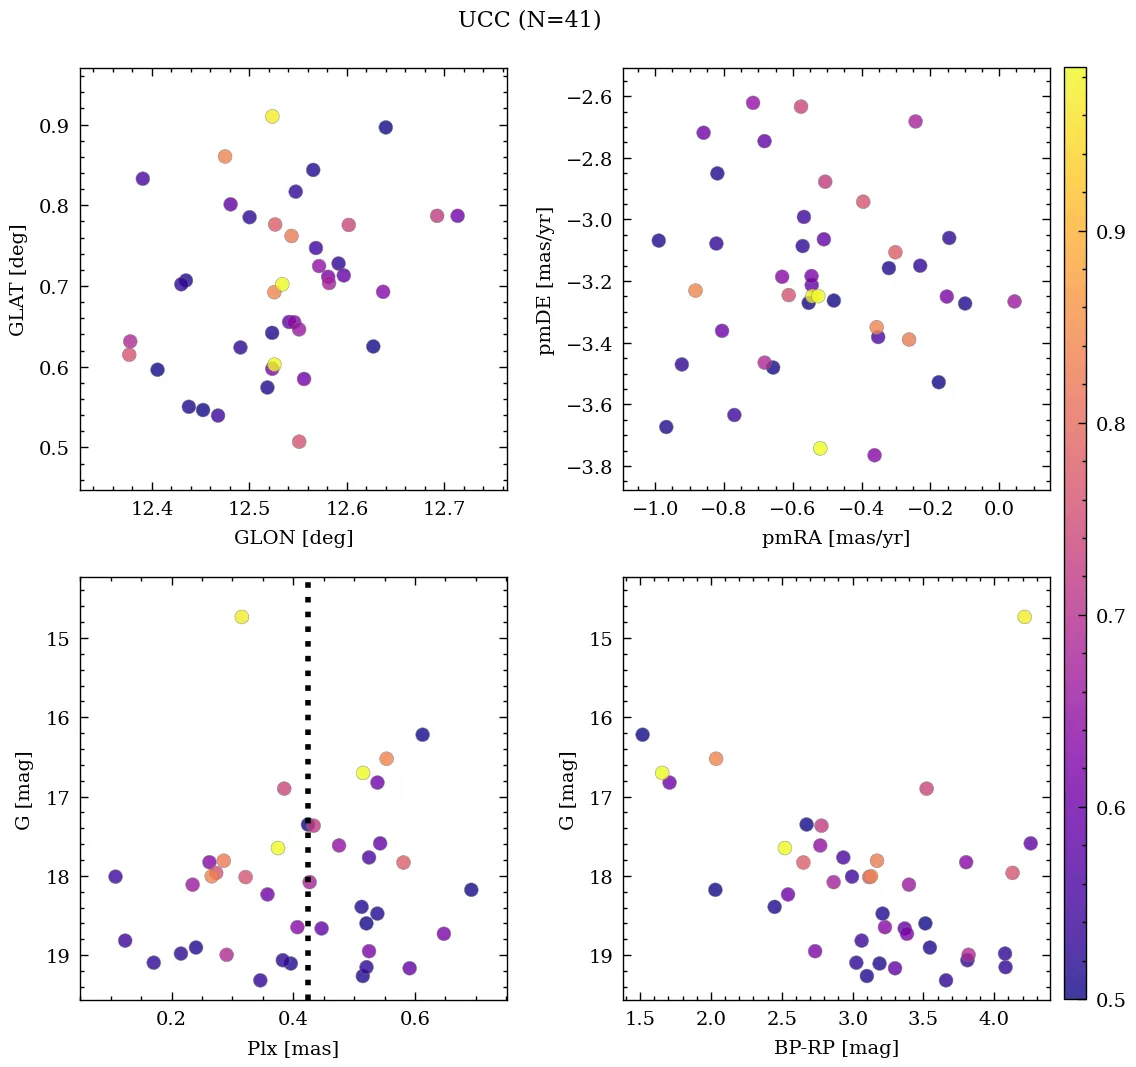 UCC (N=41)
0.9
0.8
0.7
0.6
0.5
GLAT [deg]
12.4 12.5 12.6 12.7
GLON [deg]
−2.6
−2.8
−3.0
−3.2
−3.4
−3.6
−3.8
pmDE [mas/yr]
−1.0 −0.8 −0.6 −0.4 −0.2 0.0
pmRA [mas/yr]
15
16
17
18
19
G [mag]
0.2 0.4 0.6
Plx [mas]
15
16
17
18
19
G [mag]
1.5 2.0 2.5 3.0 3.5 4.0
BP-RP [mag]
0.9
0.8
0.7
0.6
0.5